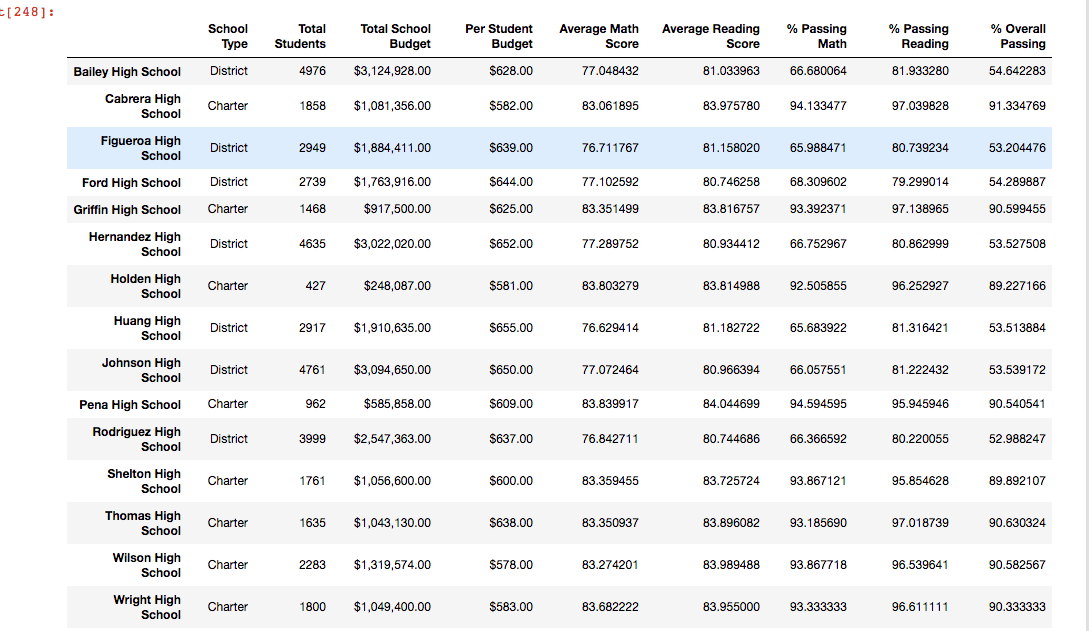 t[248]:
School Total Total School Per Student Average Math Average Reading % Passing % Passing % Overall
Type Students Budget Budget Score Score Math Reading Passing
Bailey High School District 4976 $3,124,928.00 $628.00 77.048432 81.033963 66.680064 81.933280 54.642283
Cabrera High
School Charter 1858 $1,081,356.00 $582.00 83.061895 83.975780 94.133477 97.039828 91.334769
Figueroa High
School District 2949 $1,884,411.00 $639.00 76.711767 81.158020 65.988471 80.739234 53.204476
Ford High School District 2739 $1,763,916.00 $644.00 77.102592 80.746258 68.309602 79.299014 54.289887
Griffin High School Charter 1468 $917,500.00 $625.00 83.351499 83.816757 93.392371 97.138965 90.599455
Hernandez High
School District 4635 $3,022,020.00 $652.00 77.289752 80.934412 66.752967 80.862999 53.527508
Holden High
School Charter 427 $248,087.00 $581.00 83.803279 83.814988 92.505855 96.252927 89.227166
Huang High
School District 2917 $1,910,635.00 $655.00 76.629414 81.182722 65.683922 81.316421 53.513884
Johnson High
School District 4761 $3,094,650.00 $650.00 77.072464 80.966394 66.057551 81.222432 53.539172
Pena High School Charter 962 $585,858.00 $609.00 83.839917 84.044699 94.594595 95.945946 90.540541
Rodriguez High
School District 3999 $2,547,363.00 $637.00 76.842711 80.744686 66.366592 80.220055 52.988247
Shelton High
School Charter 1761 $1,056,600.00 $600.00 83.359455 83.725724 93.867121 95.854628 89.892107
Thomas High
School Charter 1635 $1,043,130.00 $638.00 83.350937 83.896082 93.185690 97.018739 90.630324
Wilson High
School Charter 2283 $1,319,574.00 $578.00 83.274201 83.989488 93.867718 96.539641 90.582567
Wright High
School Charter 1800 $1,049,400.00 $583.00 83.682222 83.955000 93.333333 96.611111 90.333333